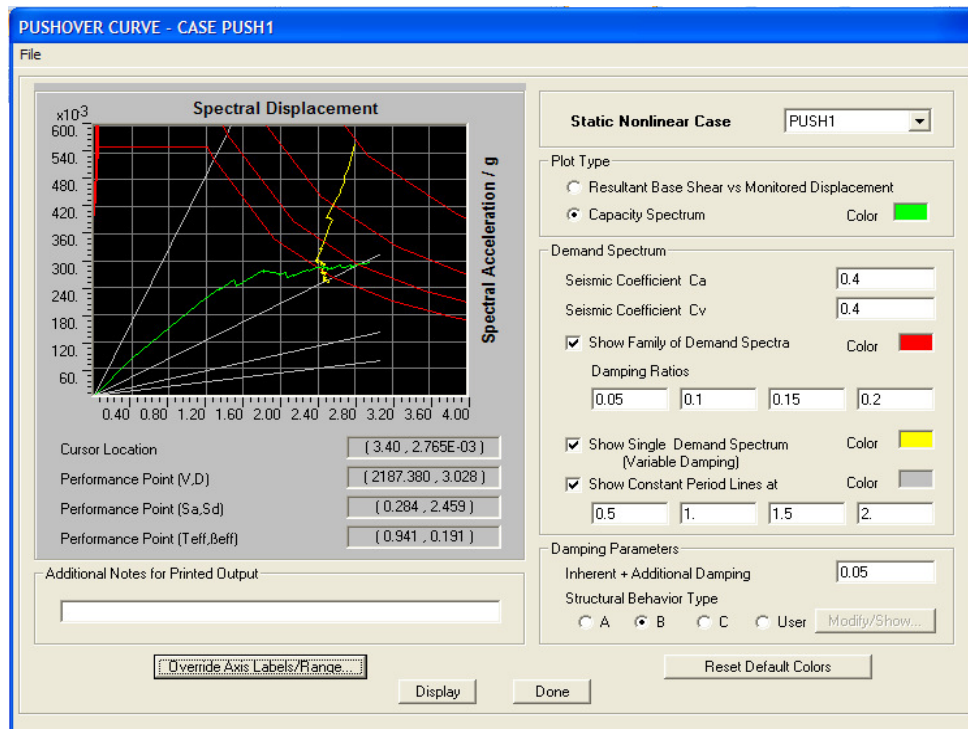 PUSHOVER CURVE - CASE PUSH1
File
Spectral Displacement
x10-3
600.
540.
480.
420.
360.
300.
240.
180.
120.
60.
0.40 0.80 1.20 1.60 2.00 2.40 2.80 3.20 3.60 4.00
Spectral Acceleration / g
Cursor Location ( 3.40 , 2.765E-03 )
Performance Point (V,D) ( 2187.380 , 3.028 )
Performance Point (Sa,Sd) ( 0.284 , 2.459 )
Performance Point (Teff,ßeff) ( 0.941 , 0.191 )
Additional Notes for Printed Output
Override Axis Labels/Range...
Static Nonlinear Case PUSH1
Plot Type
Resultant Base Shear vs Monitored Displacement
Capacity Spectrum Color
Demand Spectrum
Seismic Coefficient Ca 0.4
Seismic Coefficient Cv 0.4
Show Family of Demand Spectra Color
Damping Ratios
0.05 0.1 0.15 0.2
Show Single Demand Spectrum Color
(Variable Damping)
Show Constant Period Lines at Color
0.5 1. 1.5 2.
Damping Parameters
Inherent + Additional Damping 0.05
Structural Behavior Type
A B C User Modify/Show...
Reset Default Colors
Display Done